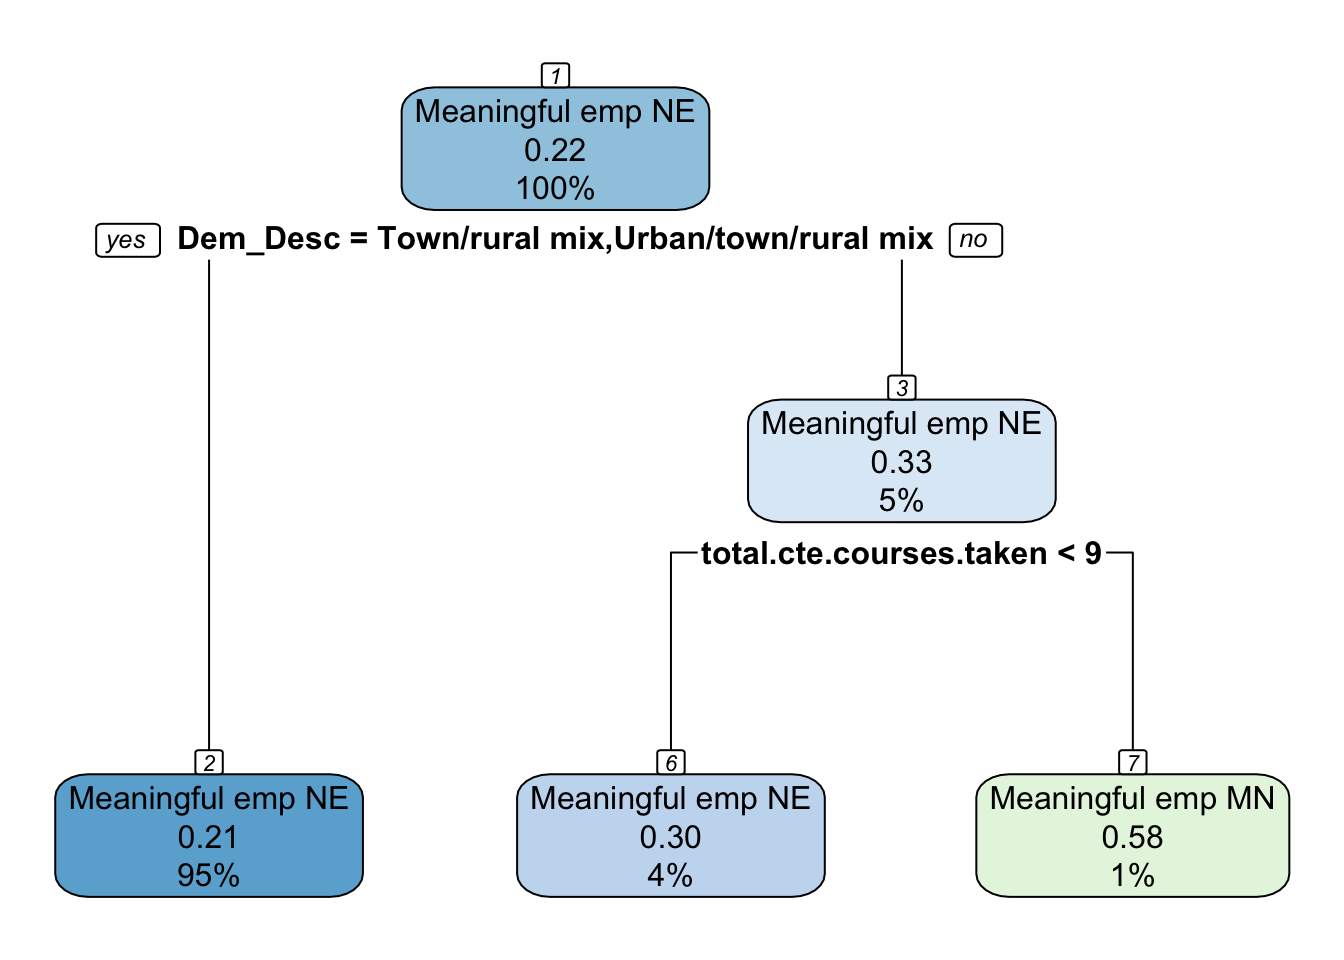 1
Meaningful emp NE
0.22
100%
yes Dem_Desc = Town/rural mix,Urban/town/rural mix no
3
Meaningful emp NE
0.33
5%
total.cte.courses.taken < 9
2
Meaningful emp NE
0.21
95%
6
Meaningful emp NE
0.30
4%
7
Meaningful emp MN
0.58
1%